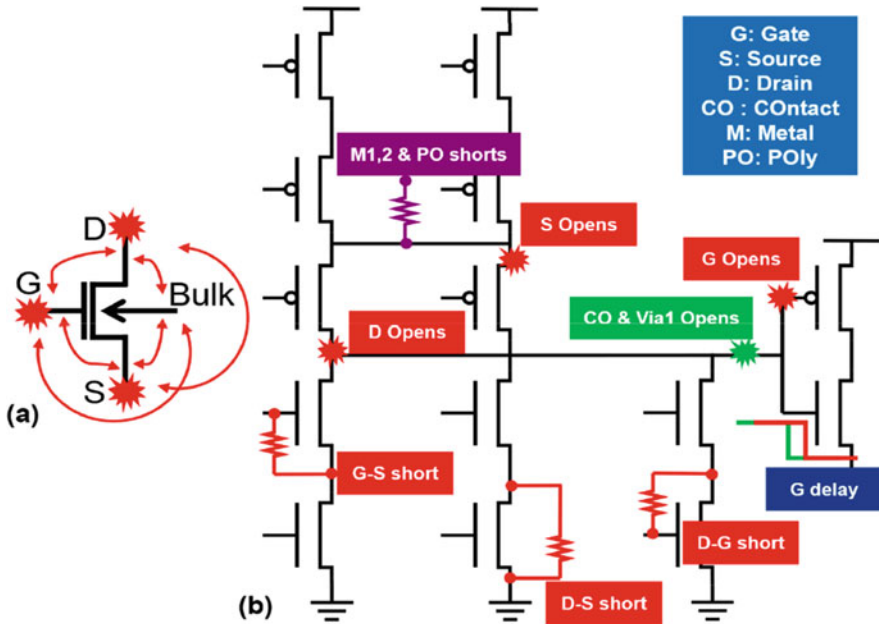 G: Gate
S: Source
D: Drain
CO : COntact
M: Metal
PO: POly
M1,2 & PO shorts
S Opens
G Opens
CO & Via1 Opens
D Opens
D
G
Bulk
S
(a)
G-S short
G delay
D-G short
D-S short
(b)